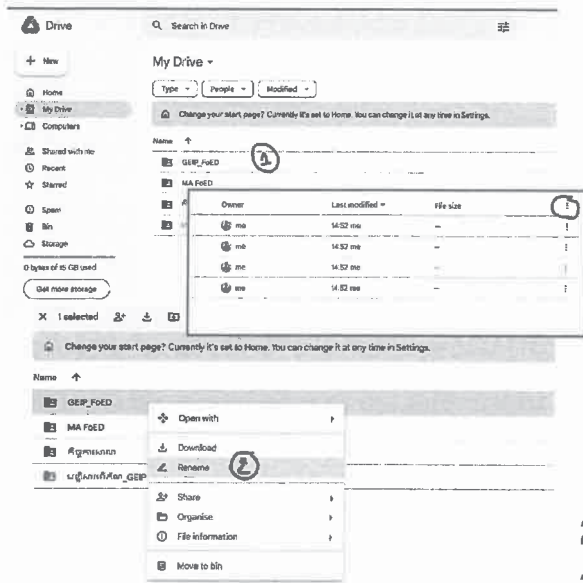 Drive
Search in Drive
New
My Drive
Type
People
Modified
Home
My Drive
Computers
Change your start page? Currently it's set to Home. You can change it at any time in Settings.
Name
Shared with me
Recent
Starred
1
GEIP_FoED
MA FoED
Spam
Bin
Storage
Owner
Last modified
File size
me
14:52 me
–
me
14:52 me
–
me
14:52 me
–
me
14:52 me
–
0 bytes of 15 GB used
Get more storage
1 selected
Change your start page? Currently it's set to Home. You can change it at any time in Settings.
Name
GEIP_FoED
MA FoED
Open with
Download
Rename
2
Share
Organise
File information
Move to bin